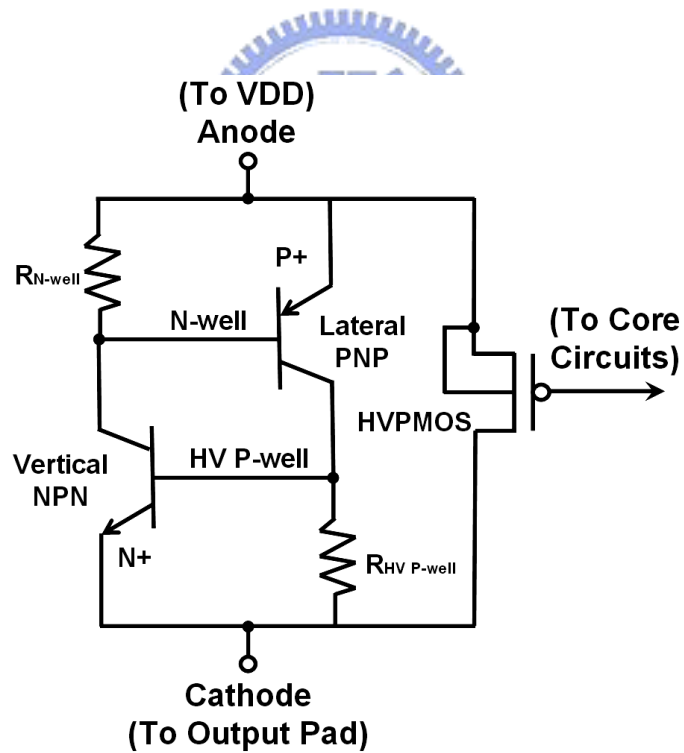 (To VDD)
Anode
P+
RN-well
N-well
Lateral
PNP
(To Core
Circuits)
HVPMOS
Vertical
NPN
HV P-well
N+
RHV P-well
Cathode
(To Output Pad)